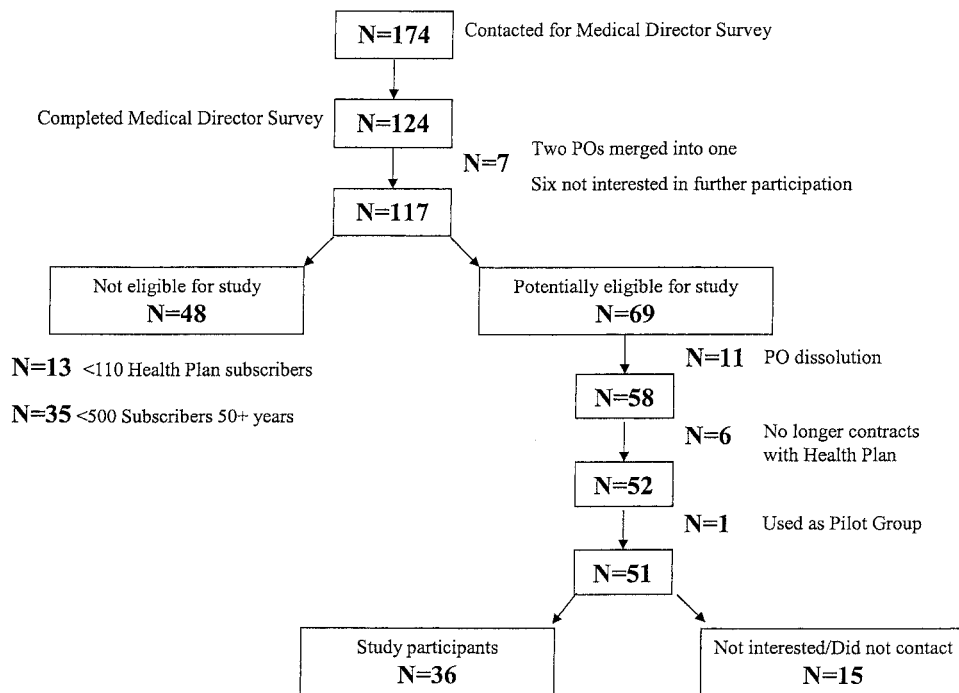 N=174
Contacted for Medical Director Survey
Completed Medical Director Survey
N=124
N=7
Two POs merged into one
Six not interested in further participation
N=117
Not eligible for study
N=48
Potentially eligible for study
N=69
N=13 <110 Health Plan subscribers
N=35 <500 Subscribers 50+ years
N=11
PO dissolution
N=58
N=6
No longer contracts
with Health Plan
N=52
N=1
Used as Pilot Group
N=51
Study participants
N=36
Not interested/Did not contact
N=15